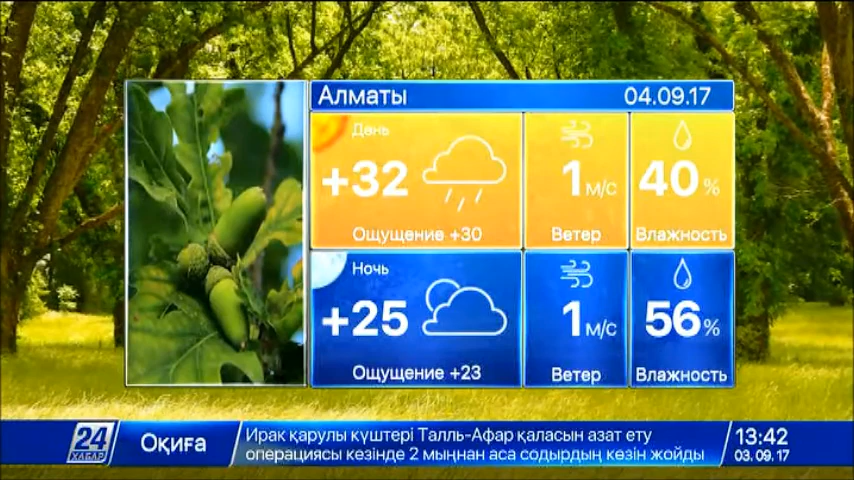 Алматы 04.09.17
День
+32
Ощущение +30
1 м/с
Ветер
40 %
Влажность
Ночь
+25
Ощущение +23
1 м/с
Ветер
56 %
Влажность
24
ХАБАР
Оқиға
Ирак қарулы күштері Талль-Афар қаласын азат ету
операциясы кезінде 2 мыңнан аса содырдың көзін жойды
13:42
03.09.17